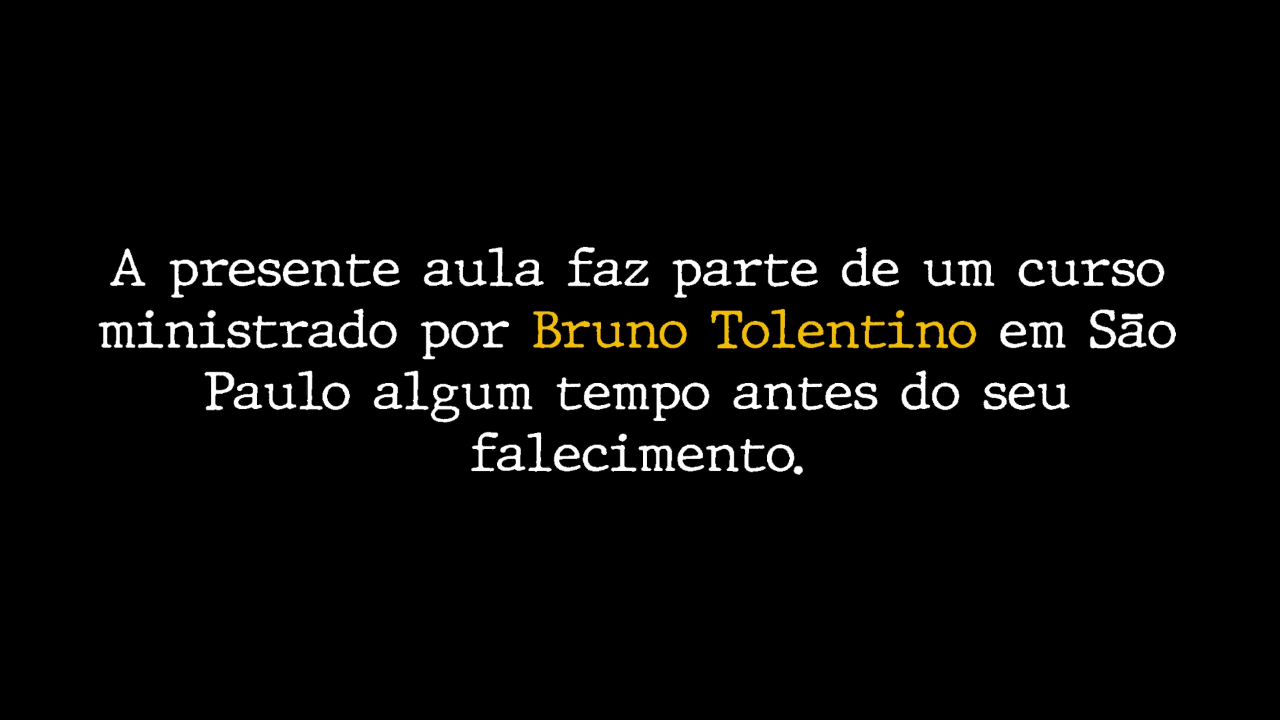 A presente aula faz parte de um curso
ministrado por Bruno Tolentino em São
Paulo algum tempo antes do seu
falecimento.